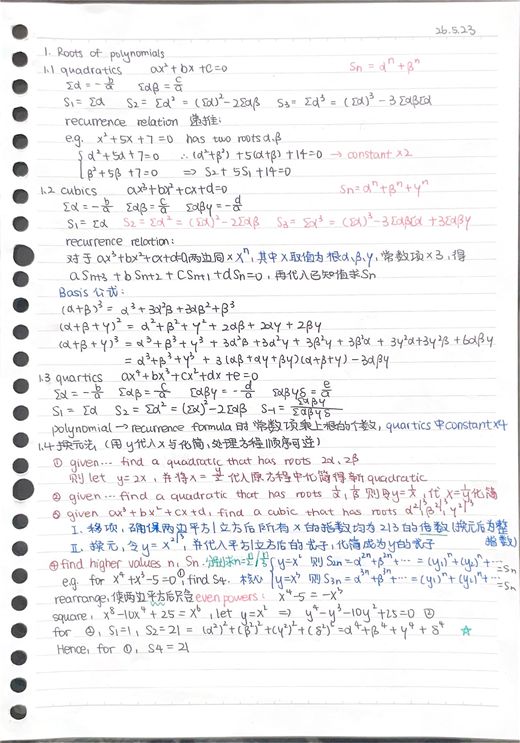 26.5.23
1. Roots of polynomials
1.1 quadratics ax²+bx+c=0 Sn = αⁿ+βⁿ
Σα = -b/a Σαβ = c/a
S₁ = Σα S₂ = Σα² = (Σα)²-2Σαβ S₃ = Σα³ = (Σα)³-3ΣαβΣα
recurrence relation 递推:
e.g. x²+5x+7=0 has two roots α,β
{ α²+5α+7=0 ∴(α²+β²)+5(α+β)+14=0 → constant ×2
β²+5β+7=0 ⇒ S₂+5S₁+14=0
1.2 cubics ax³+bx²+cx+d=0 Sn=αⁿ+βⁿ+γⁿ
Σα = -b/a Σαβ = c/a Σαβγ = -d/a
S₁ = Σα S₂ = Σα² = (Σα)²-2Σαβ S₃ = Σα³ = (Σα)³-3ΣαβΣα+3Σαβγ
recurrence relation:
对于 ax³+bx²+cx+d=0,两边同×xⁿ,其中x取值为根α,β,γ,常数项×3,得
aSn+3+bSn+2+cSn+1+dSn=0,再代入已知值求Sn
Basis 公式:
(α+β)³ = α³+3α²β+3αβ²+β³
(α+β+γ)² = α²+β²+γ²+2αβ+2αγ+2βγ
(α+β+γ)³ = α³+β³+γ³+3α²β+3α²γ+3β²γ+3β²α+3γ²α+3γ²β+6αβγ
= α³+β³+γ³+3(αβ+αγ+βγ)(α+β+γ)-3αβγ
1.3 quartics ax⁴+bx³+cx²+dx+e=0
Σα = -b/a Σαβ = c/a Σαβγ = -d/a Σαβγδ = e/a
S₁ = Σα S₂ = Σα² = (Σα)²-2Σαβ S₋₁ = Σαβγ/Σαβγδ
polynomial → recurrence formula 时 常数项乘上根的个数, quartics 中constant×4
1.4 换元法 (用y代入x与化简,处理方程顺序可逆)
① given… find a quadratic that has roots 2α, 2β
则 let y=2x, 并将x=y/2代入原方程中化简得新quadratic
② given… find a quadratic that has roots 1/α, 1/β 则令y=1/x, 代x=1/y化简
③ given ax³+bx²+cx+d, find a cubic that has roots α^2/3, β^2/3, γ^2/3
I. 移项,确保两边平方/立方后所有x的指数均为2/3的倍数(换元后为整
II. 换元,令y=x^2/3,并代入平方/立方后的式子,化简成为y的式子 指数)
④ find higher values n, Sn. { y=x² 则 S2n=α²ⁿ+β²ⁿ+…=(y₁)ⁿ+(y₂)ⁿ+… =Sn
e.g. for x⁴+x³-5=0 ① find S4. 核心 y=x³ 则 S3n=α³ⁿ+β³ⁿ+…=(y₁)ⁿ+(y₂)ⁿ+… =Sn
rearrange,使两边平方后只含even powers: x⁴-5=-x³
square, x⁸-10x⁴+25=x⁶, let y=x² ⇒ y⁴-y³-10y²+25=0 ②
for ②, S₁=1, S₂=21 = (α²)²+(β²)²+(γ²)²+(δ²)²=α⁴+β⁴+γ⁴+δ⁴ ☆
Hence, for ①, S4=21